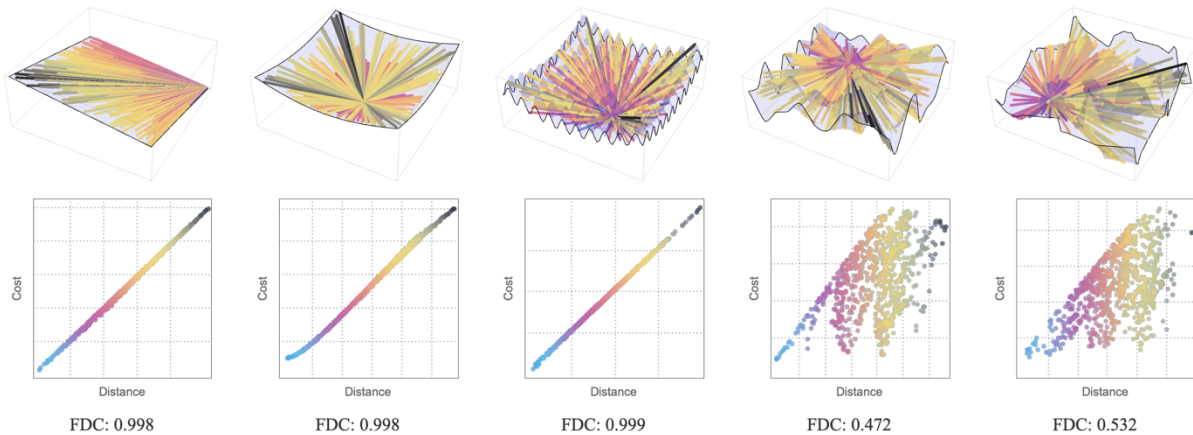 Cost
Distance
FDC: 0.998
Cost
Distance
FDC: 0.998
Cost
Distance
FDC: 0.999
Cost
Distance
FDC: 0.472
Cost
Distance
FDC: 0.532